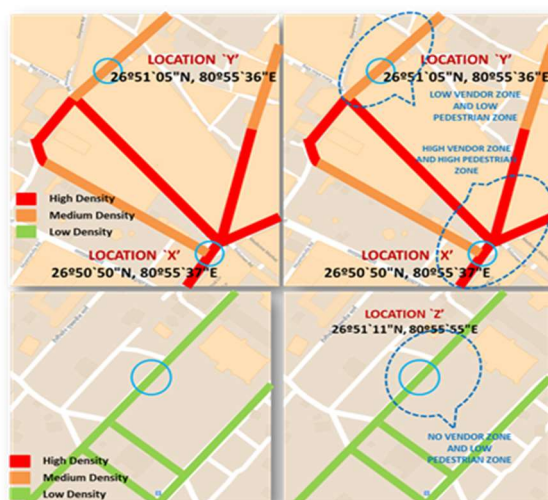 LOCATION `Y'
26º51`05"N, 80º55`36"E
High Density
Medium Density
Low Density
LOCATION `X'
26º50`50"N, 80º55`37"E
LOCATION `Y'
26º51`05"N, 80º55`36"E
LOW VENDOR ZONE
AND LOW
PEDESTRIAN ZONE
HIGH VENDOR ZONE
AND HIGH PEDESTRIAN
ZONE
LOCATION `X'
26º50`50"N, 80º55`37"E
High Density
Medium Density
Low Density
LOCATION `Z'
26º51`11"N, 80º55`55"E
NO VENDOR ZONE
AND LOW
PEDESTRIAN ZONE